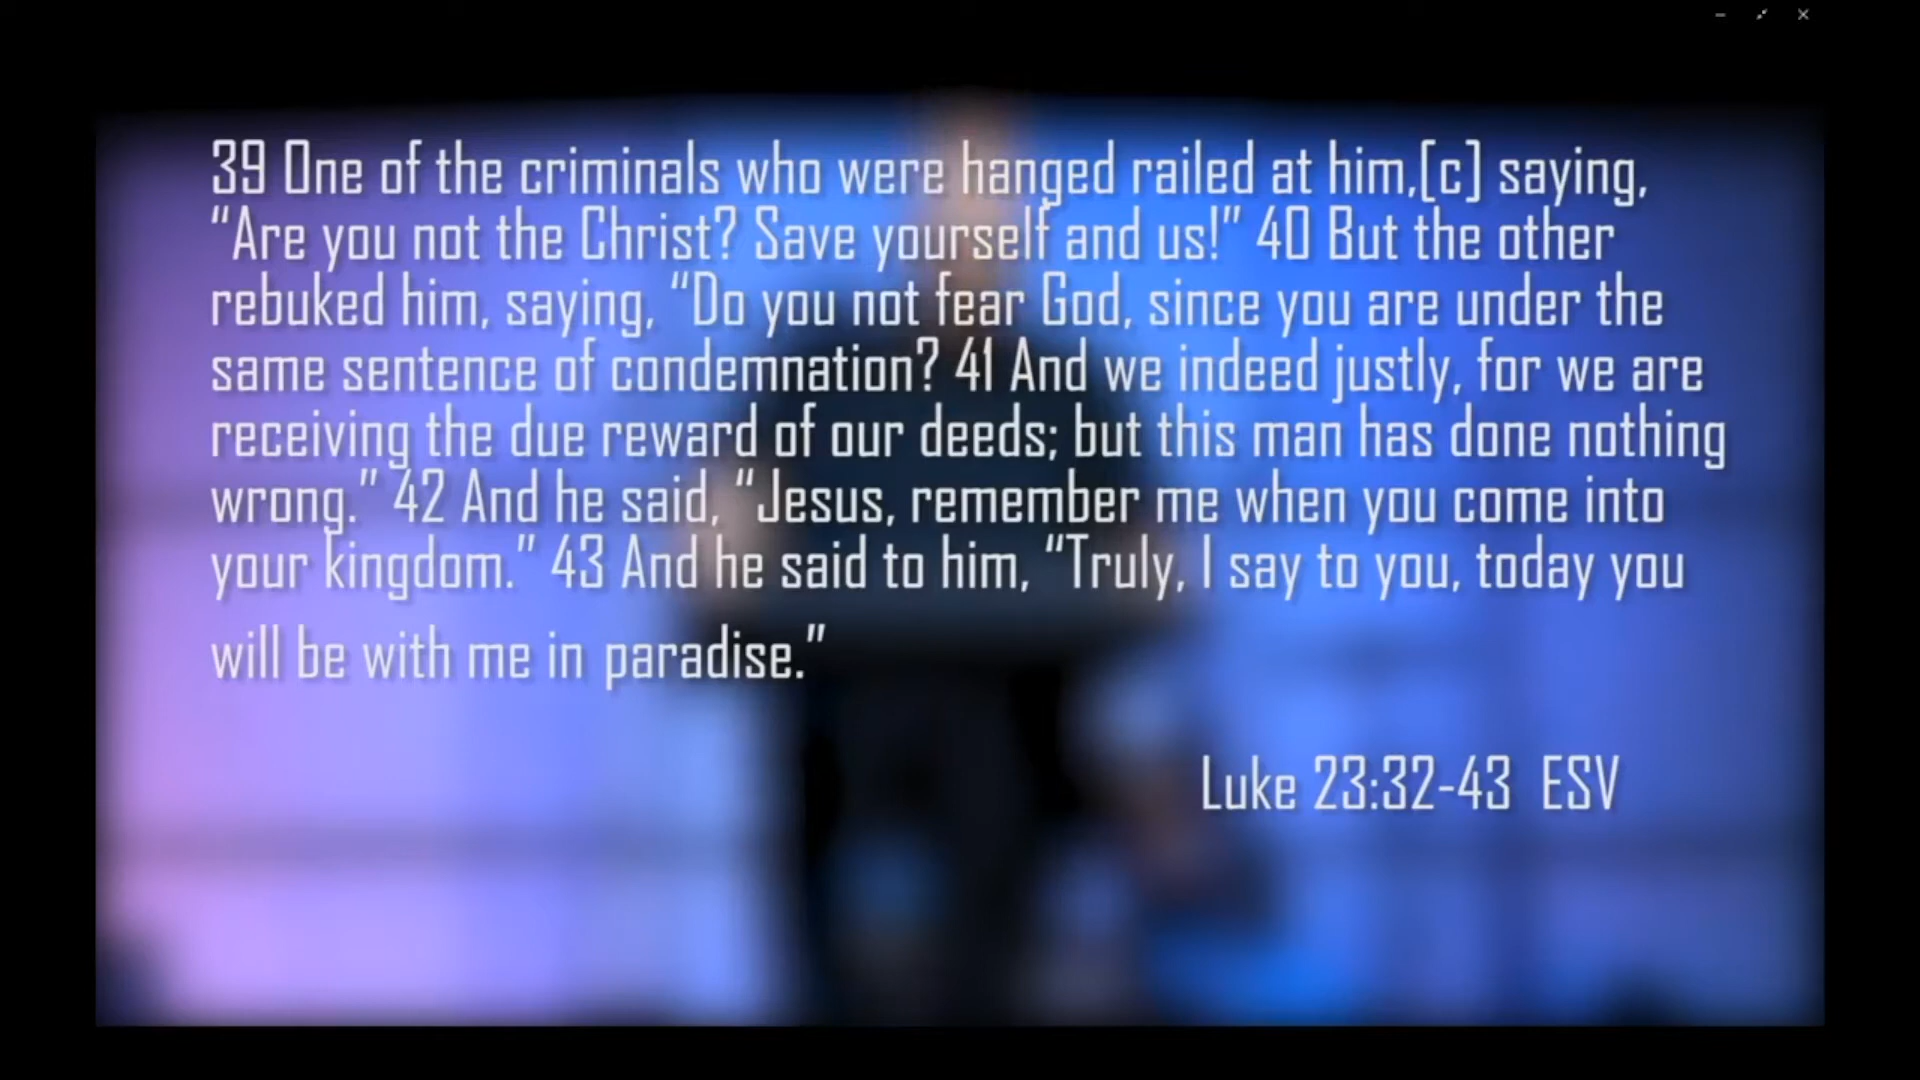 39 One of the criminals who were hanged railed at him,[c] saying,
“Are you not the Christ? Save yourself and us!” 40 But the other
rebuked him, saying, “Do you not fear God, since you are under the
same sentence of condemnation? 41 And we indeed justly, for we are
receiving the due reward of our deeds; but this man has done nothing
wrong.” 42 And he said, “Jesus, remember me when you come into
your kingdom.” 43 And he said to him, “Truly, I say to you, today you
will be with me in paradise.”
Luke 23:32-43 ESV